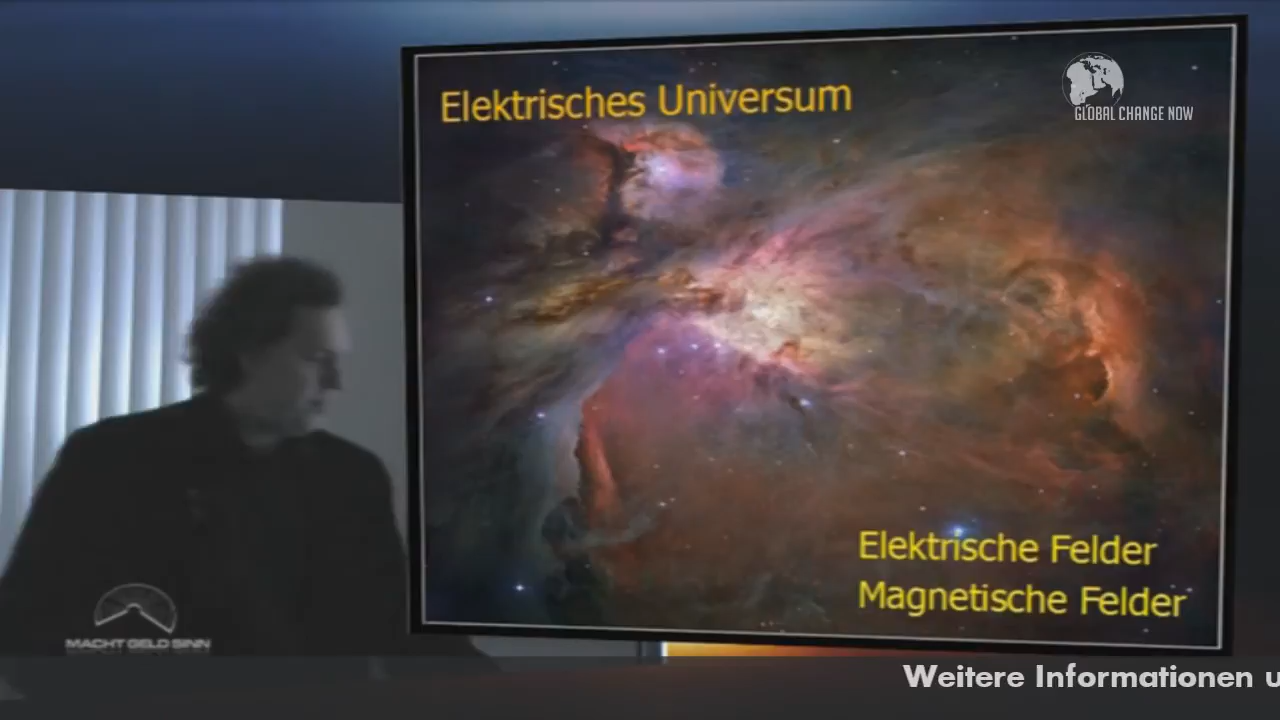 Elektrisches Universum
GLOBAL CHANGE NOW
Elektrische Felder
Magnetische Felder
MACHT GELD SINN
Weitere Informationen u